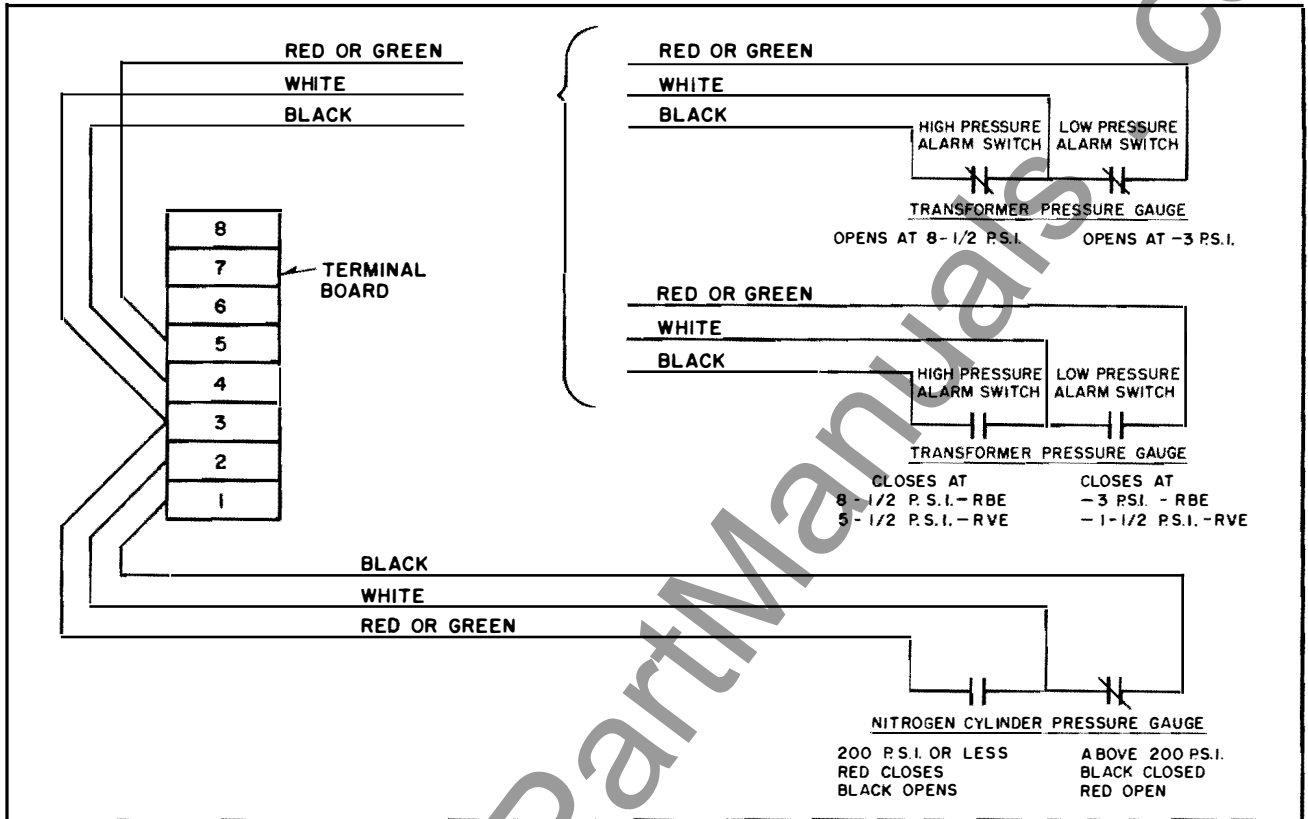 RED OR GREEN
WHITE
BLACK
8
7
6
5
4
3
2
1
TERMINAL
BOARD
RED OR GREEN
WHITE
BLACK
HIGH PRESSURE
ALARM SWITCH
LOW PRESSURE
ALARM SWITCH
TRANSFORMER PRESSURE GAUGE
OPENS AT 8-1/2 P.S.I.
OPENS AT -3 P.S.I.
RED OR GREEN
WHITE
BLACK
HIGH PRESSURE
ALARM SWITCH
LOW PRESSURE
ALARM SWITCH
TRANSFORMER PRESSURE GAUGE
CLOSES AT
8-1/2 P.S.I.-RBE
5-1/2 P.S.I.-RVE
CLOSES AT
-3 P.S.I. - RBE
-1-1/2 P.S.I.-RVE
BLACK
WHITE
RED OR GREEN
NITROGEN CYLINDER PRESSURE GAUGE
200 P.S.I. OR LESS
RED CLOSES
BLACK OPENS
ABOVE 200 P.S.I.
BLACK CLOSED
RED OPEN
PartManuals.co